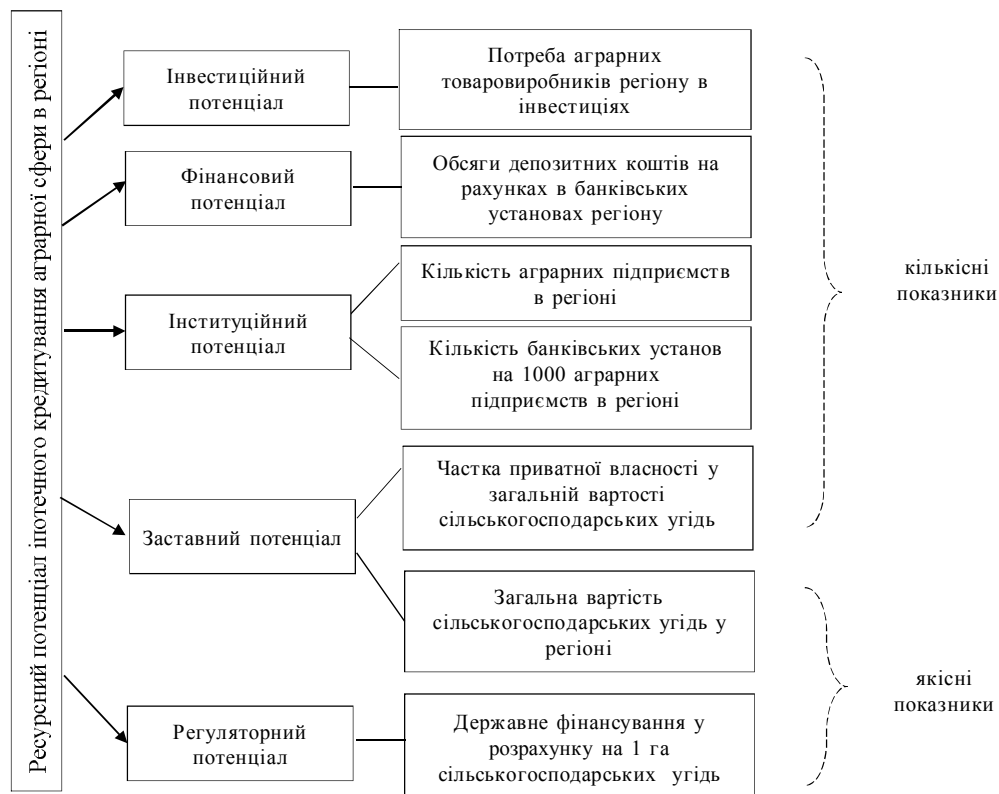 Ресурсний потенціал іпотечного кредитування аграрної сфери в регіоні
Інвестиційний
потенціал
Потреба аграрних
товаровиробників регіону в
інвестиціях
Фінансовий
потенціал
Обсяги депозитних коштів на
рахунках в банківських
установах регіону
Інституційний
потенціал
Кількість аграрних підприємств
в регіоні
Кількість банківських установ
на 1000 аграрних
підприємств в регіоні
кількісні
показники
Заставний потенціал
Частка приватної власності у
загальній вартості
сільськогосподарських угідь
Загальна вартість
сільськогосподарських угідь у
регіоні
Регуляторний
потенціал
Державне фінансування у
розрахунку на 1 га
сільськогосподарських угідь
якісні
показники